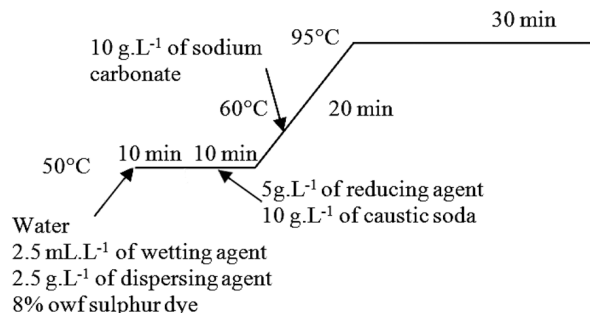 30 min
10 g.L-1 of sodium
carbonate
95°C
60°C
20 min
10 min 10 min
50°C
5g.L-1 of reducing agent
10 g.L-1 of caustic soda
Water
2.5 mL.L-1 of wetting agent
2.5 g.L-1 of dispersing agent
8% owf sulphur dye